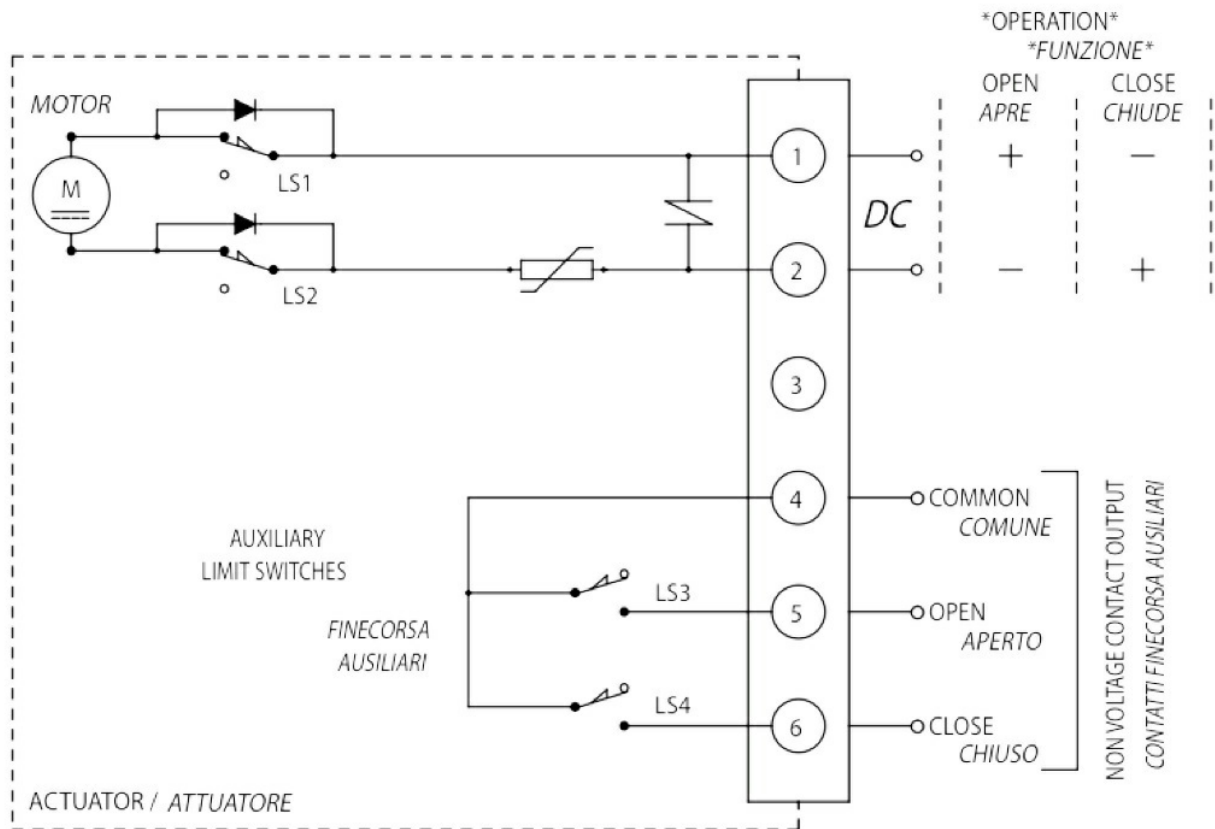 *OPERATION*
*FUNZIONE*
OPEN CLOSE
APRE CHIUDE
MOTOR
M
LS1
1
+ −
DC
LS2
2
− +
3
4
COMMON
COMUNE
AUXILIARY
LIMIT SWITCHES
LS3
5
OPEN
APERTO
FINECORSA
AUSILIARI
LS4
6
CLOSE
CHIUSO
NON VOLTAGE CONTACT OUTPUT
CONTATTI FINECORSA AUSILIARI
ACTUATOR / ATTUATORE